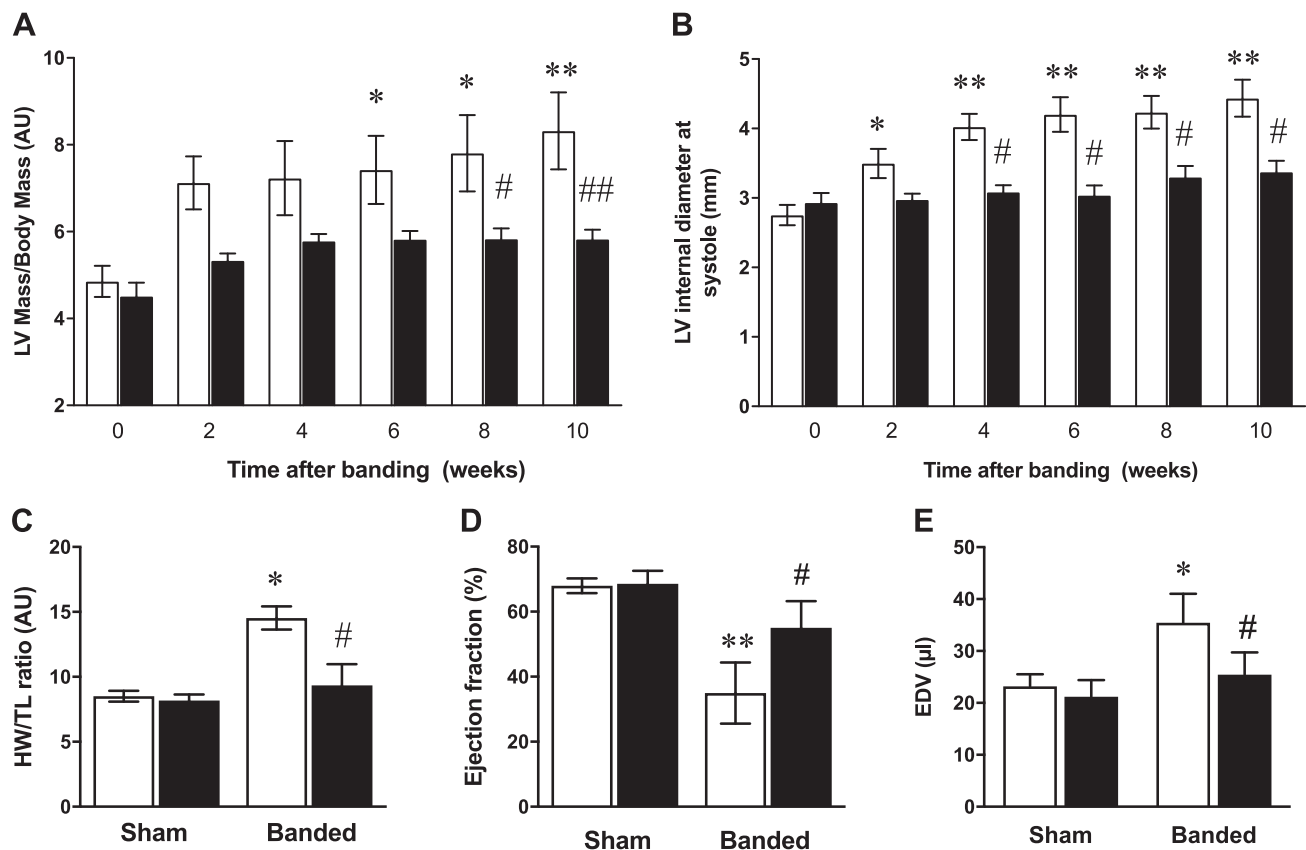 A
LV Mass/Body Mass (AU)
10
8
6
4
2
* * **
# ##
0 2 4 6 8 10
Time after banding (weeks)
B
LV internal diameter at
systole (mm)
5
4
3
2
1
0
* ** ** ** **
# # # #
0 2 4 6 8 10
Time after banding (weeks)
C
HW/TL ratio (AU)
20
15
10
5
0
*
#
Sham Banded
D
Ejection fraction (%)
80
60
40
20
0
**
#
Sham Banded
E
EDV (µl)
50
40
30
20
10
0
*
#
Sham Banded